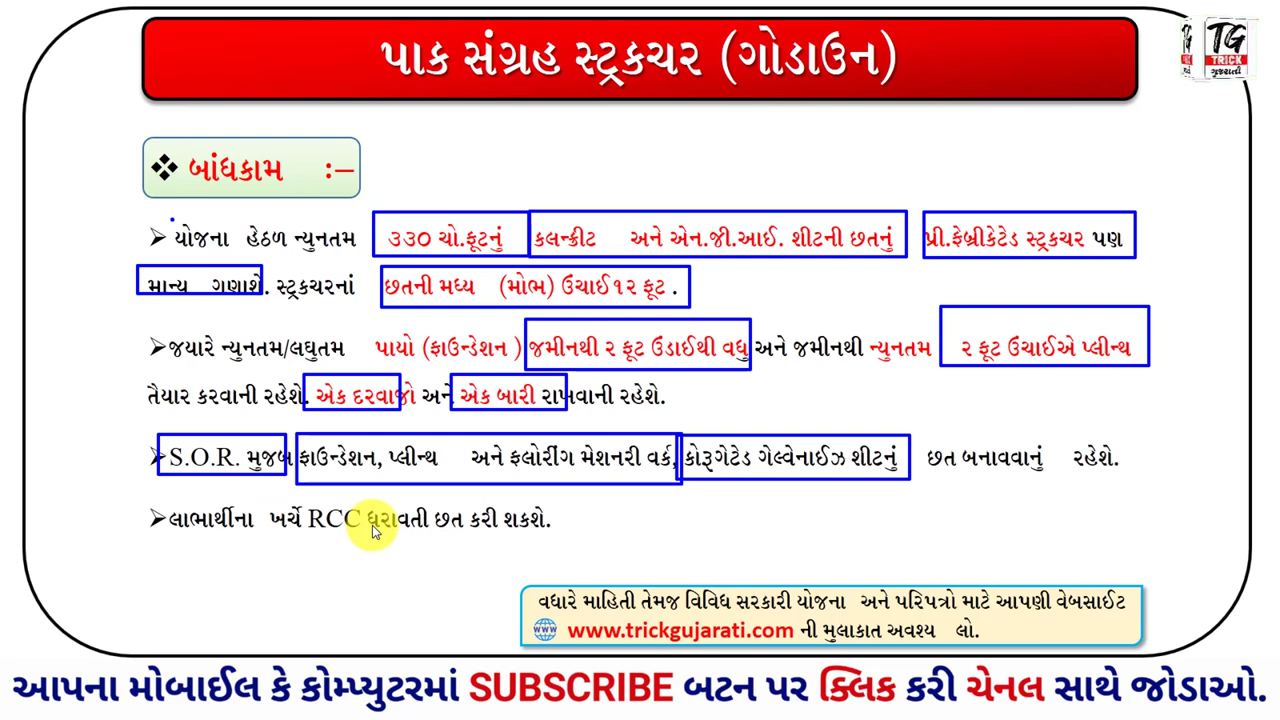 પાક સંગ્રહ સ્ટ્રકચર (ગોડાઉન)
TG
TRICK
ગુજરાતી
❖ બાંધકામ :–
➢ યોજના હેઠળ ન્યુનતમ ૩૩૦ ચો.ફૂટનું કલન્ક્રીટ અને એન.જી.આઈ. શીટની છતનું પ્રી.ફેબ્રીકેટેડ સ્ટ્રકચર પણ
માન્ય ગણાશે. સ્ટ્રકચરનાં છતની મધ્ય (મોભ) ઉંચાઈ ૧૨ ફૂટ .
➢ જયારે ન્યુનતમ/લઘુતમ પાયો (ફાઉન્ડેશન ) જમીનથી ૨ ફૂટ ઉંડાઈથી વધુ અને જમીનથી ન્યુનતમ ૨ ફૂટ ઉંચાઈએ પ્લીન્થ
તૈયાર કરવાની રહેશે. એક દરવાજો અને એક બારી રાખવાની રહેશે.
➢ S.O.R. મુજબ ફાઉન્ડેશન, પ્લીન્થ અને ફલોરીંગ મેશનરી વર્ક, કોરૂગેટેડ ગેલ્વેનાઈઝ શીટનું છત બનાવવાનું રહેશે.
➢ લાભાર્થીના ખર્ચે RCC ધરાવતી છત કરી શકશે.
વધારે માહિતી તેમજ વિવિધ સરકારી યોજના અને પરિપત્રો માટે આપણી વેબસાઈટ
www.trickgujarati.com ની મુલાકાત અવશ્ય લો.
આપના મોબાઈલ કે કોમ્પ્યુટરમાં SUBSCRIBE બટન પર ક્લિક કરી ચેનલ સાથે જોડાઓ.